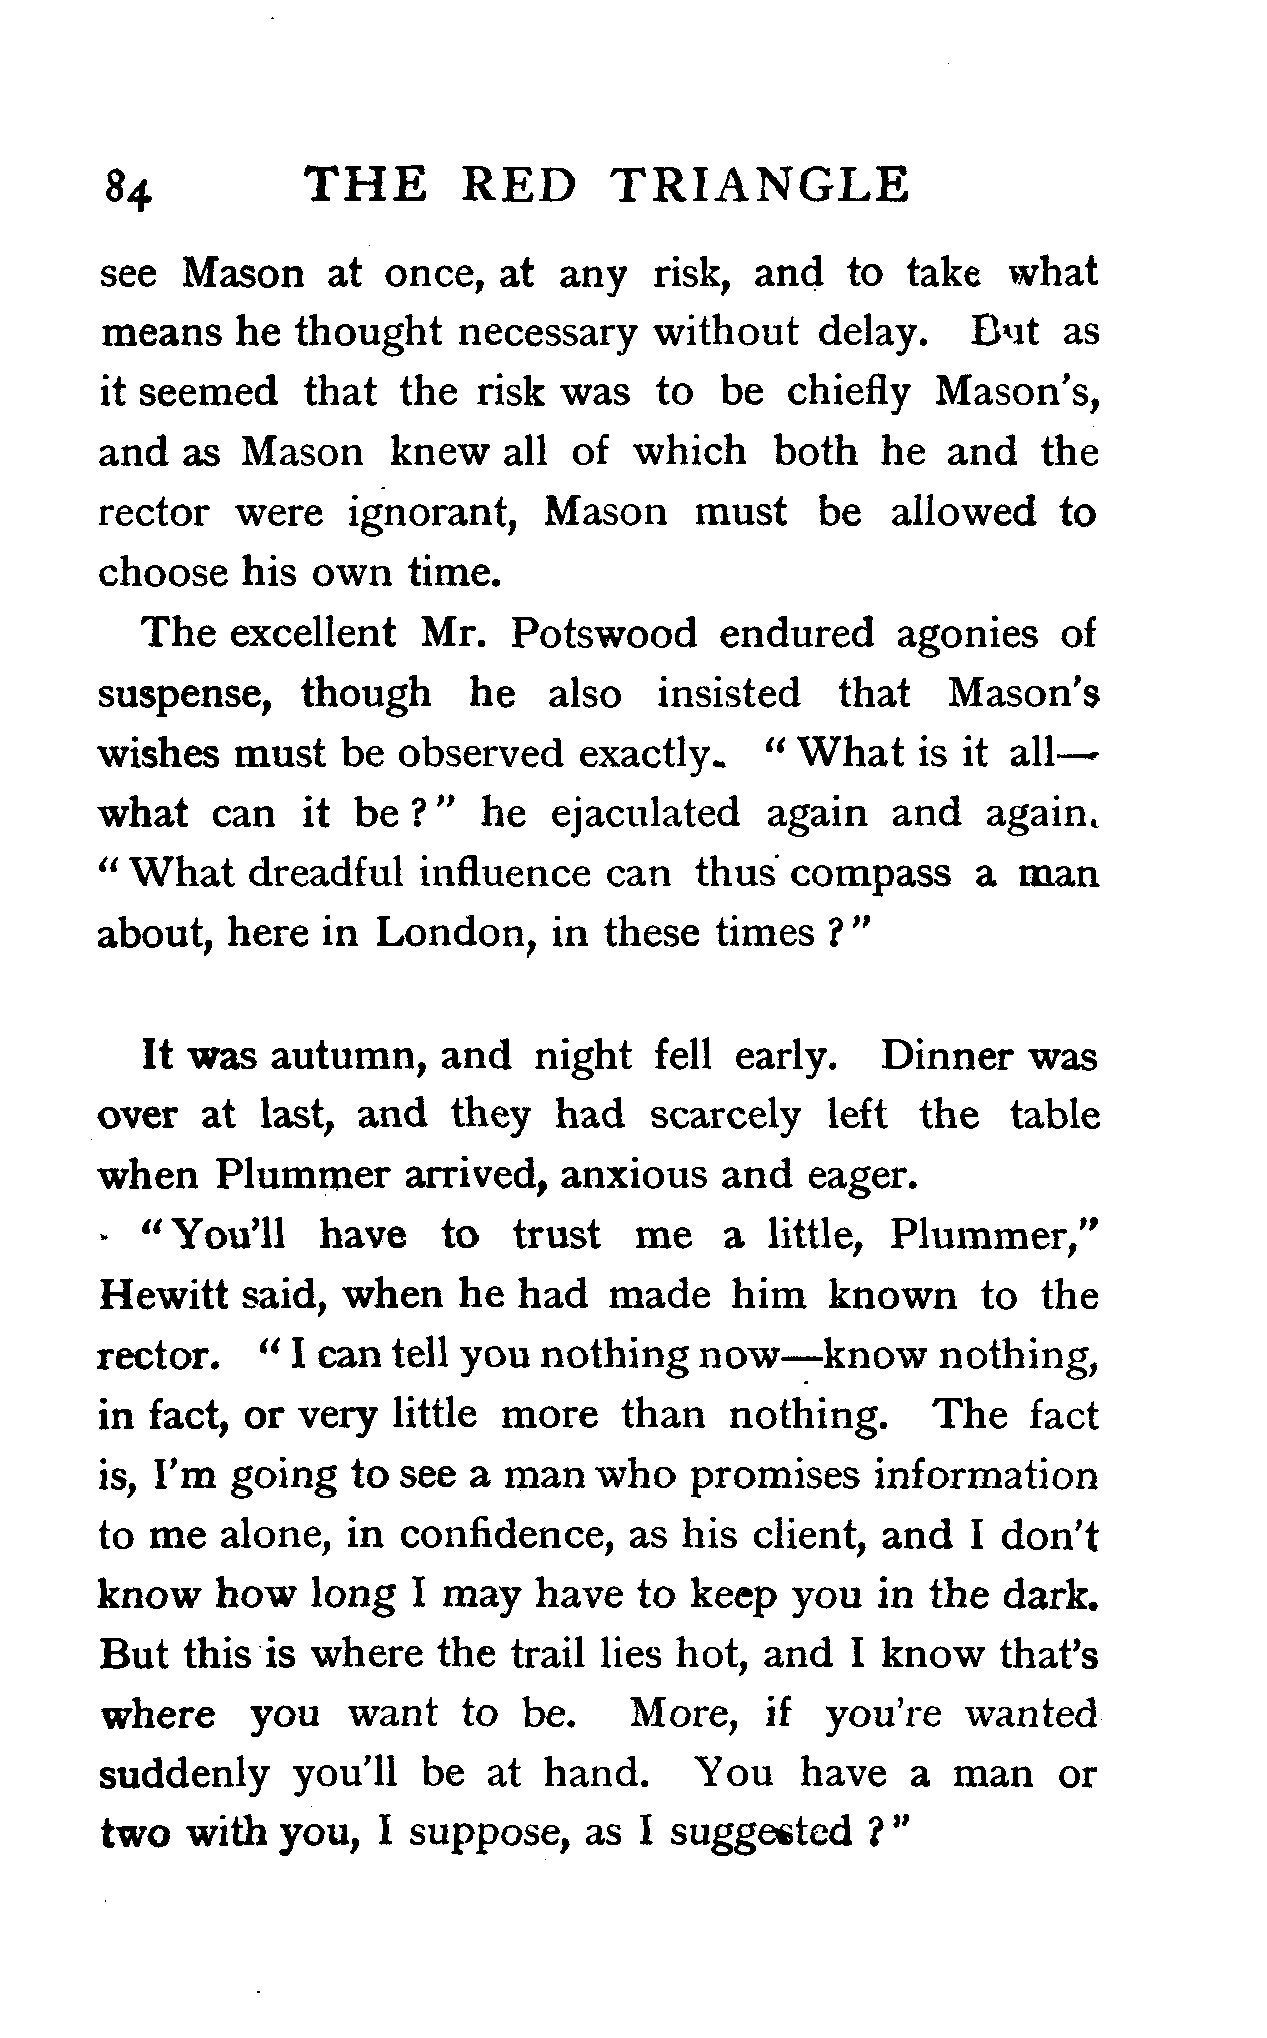 84 THE RED TRIANGLE
see Mason at once, at any risk, and to take what
means he thought necessary without delay. But as
it seemed that the risk was to be chiefly Mason's,
and as Mason knew all of which both he and the
rector were ignorant, Mason must be allowed to
choose his own time.
The excellent Mr. Potswood endured agonies of
suspense, though he also insisted that Mason's
wishes must be observed exactly. “ What is it all—
what can it be ? ” he ejaculated again and again.
“ What dreadful influence can thus compass a man
about, here in London, in these times ? ”
It was autumn, and night fell early. Dinner was
over at last, and they had scarcely left the table
when Plummer arrived, anxious and eager.
“ You'll have to trust me a little, Plummer,”
Hewitt said, when he had made him known to the
rector. “ I can tell you nothing now—know nothing,
in fact, or very little more than nothing. The fact
is, I'm going to see a man who promises information
to me alone, in confidence, as his client, and I don't
know how long I may have to keep you in the dark.
But this is where the trail lies hot, and I know that's
where you want to be. More, if you're wanted
suddenly you'll be at hand. You have a man or
two with you, I suppose, as I suggested ? ”